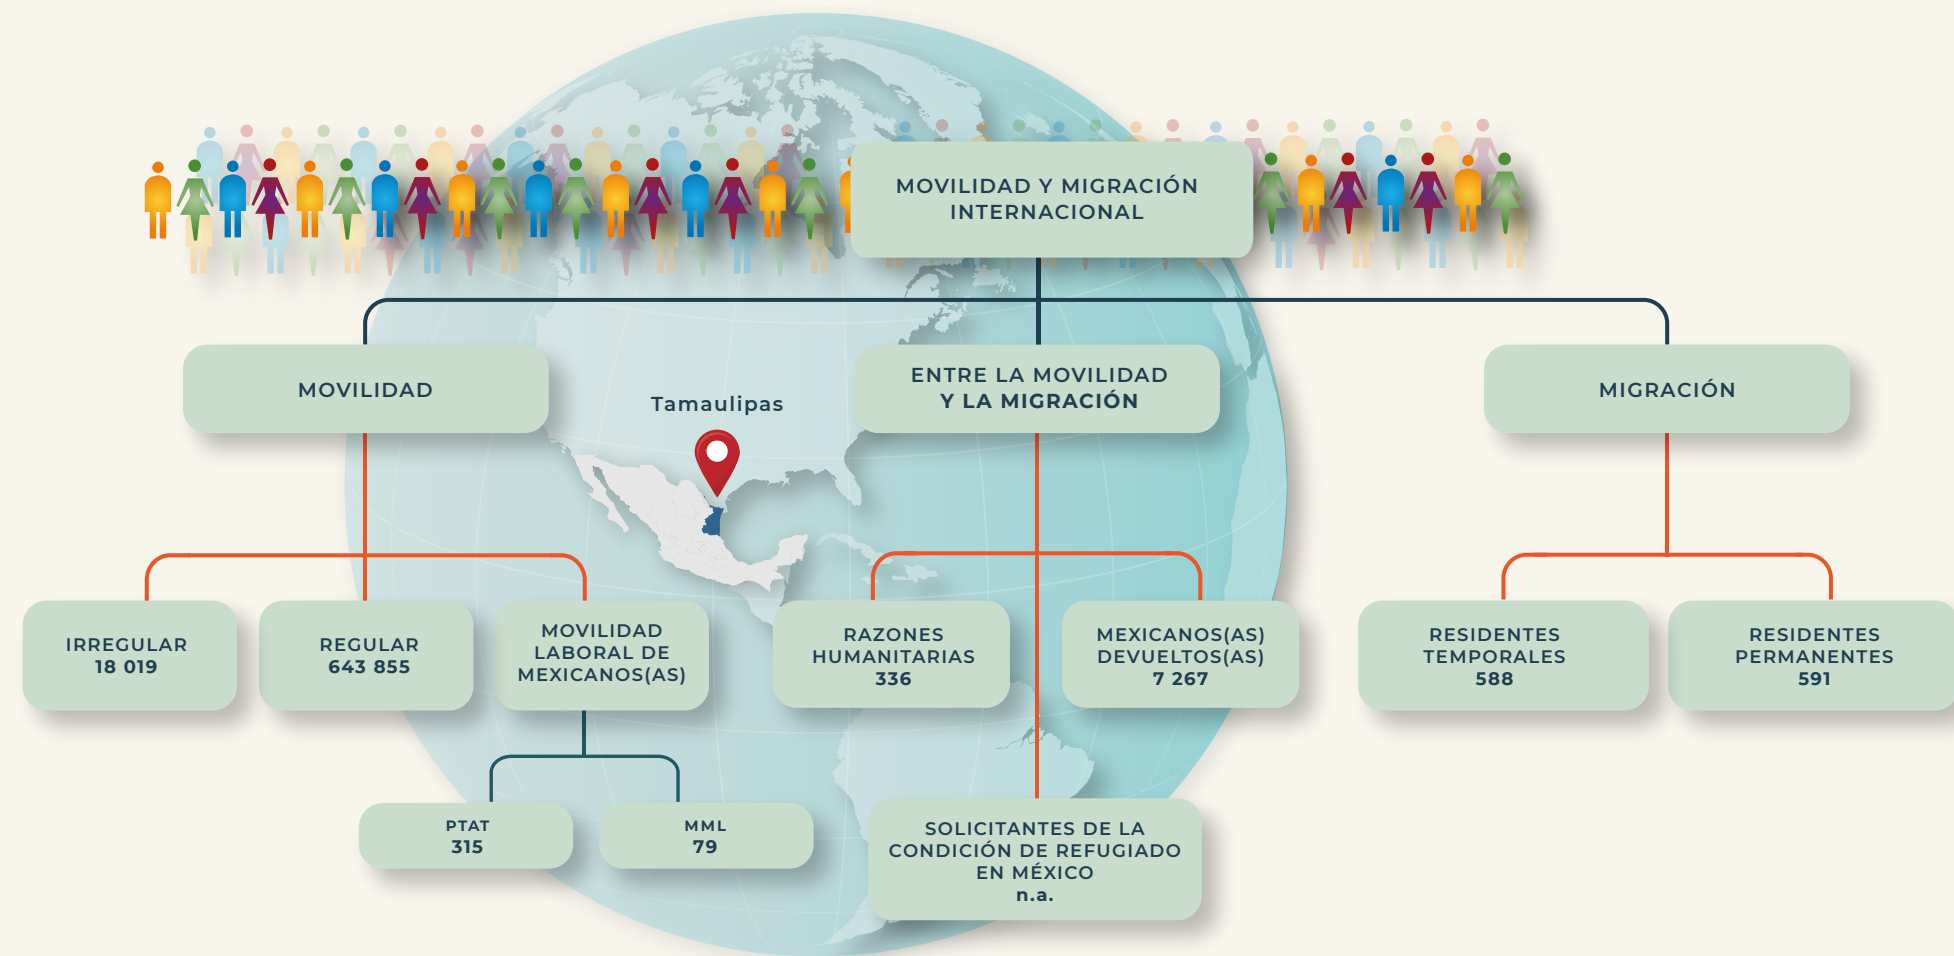 MOVILIDAD Y MIGRACIÓN
INTERNACIONAL
MOVILIDAD
ENTRE LA MOVILIDAD
Y LA MIGRACIÓN
MIGRACIÓN
Tamaulipas
IRREGULAR
18 019
REGULAR
643 855
MOVILIDAD
LABORAL DE
MEXICANOS(AS)
RAZONES
HUMANITARIAS
336
MEXICANOS(AS)
DEVUELTOS(AS)
7 267
RESIDENTES
TEMPORALES
588
RESIDENTES
PERMANENTES
591
PTAT
315
MML
79
SOLICITANTES DE LA
CONDICIÓN DE REFUGIADO
EN MÉXICO
n.a.